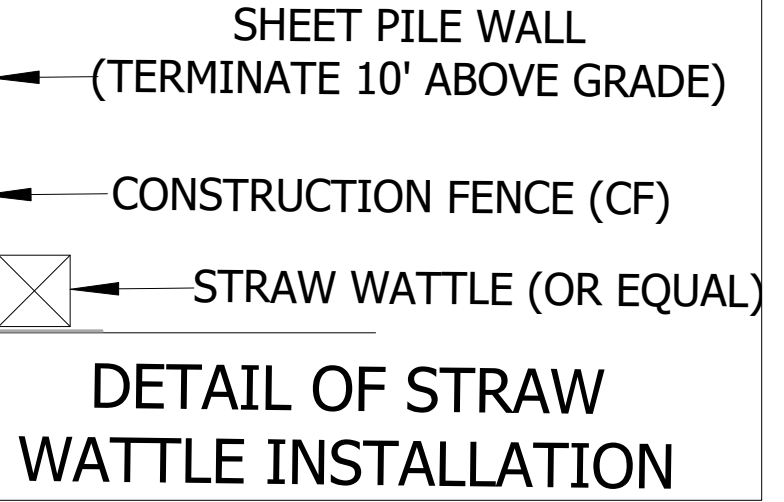 SHEET PILE WALL
(TERMINATE 10' ABOVE GRADE)
CONSTRUCTION FENCE (CF)
STRAW WATTLE (OR EQUAL)
DETAIL OF STRAW
WATTLE INSTALLATION